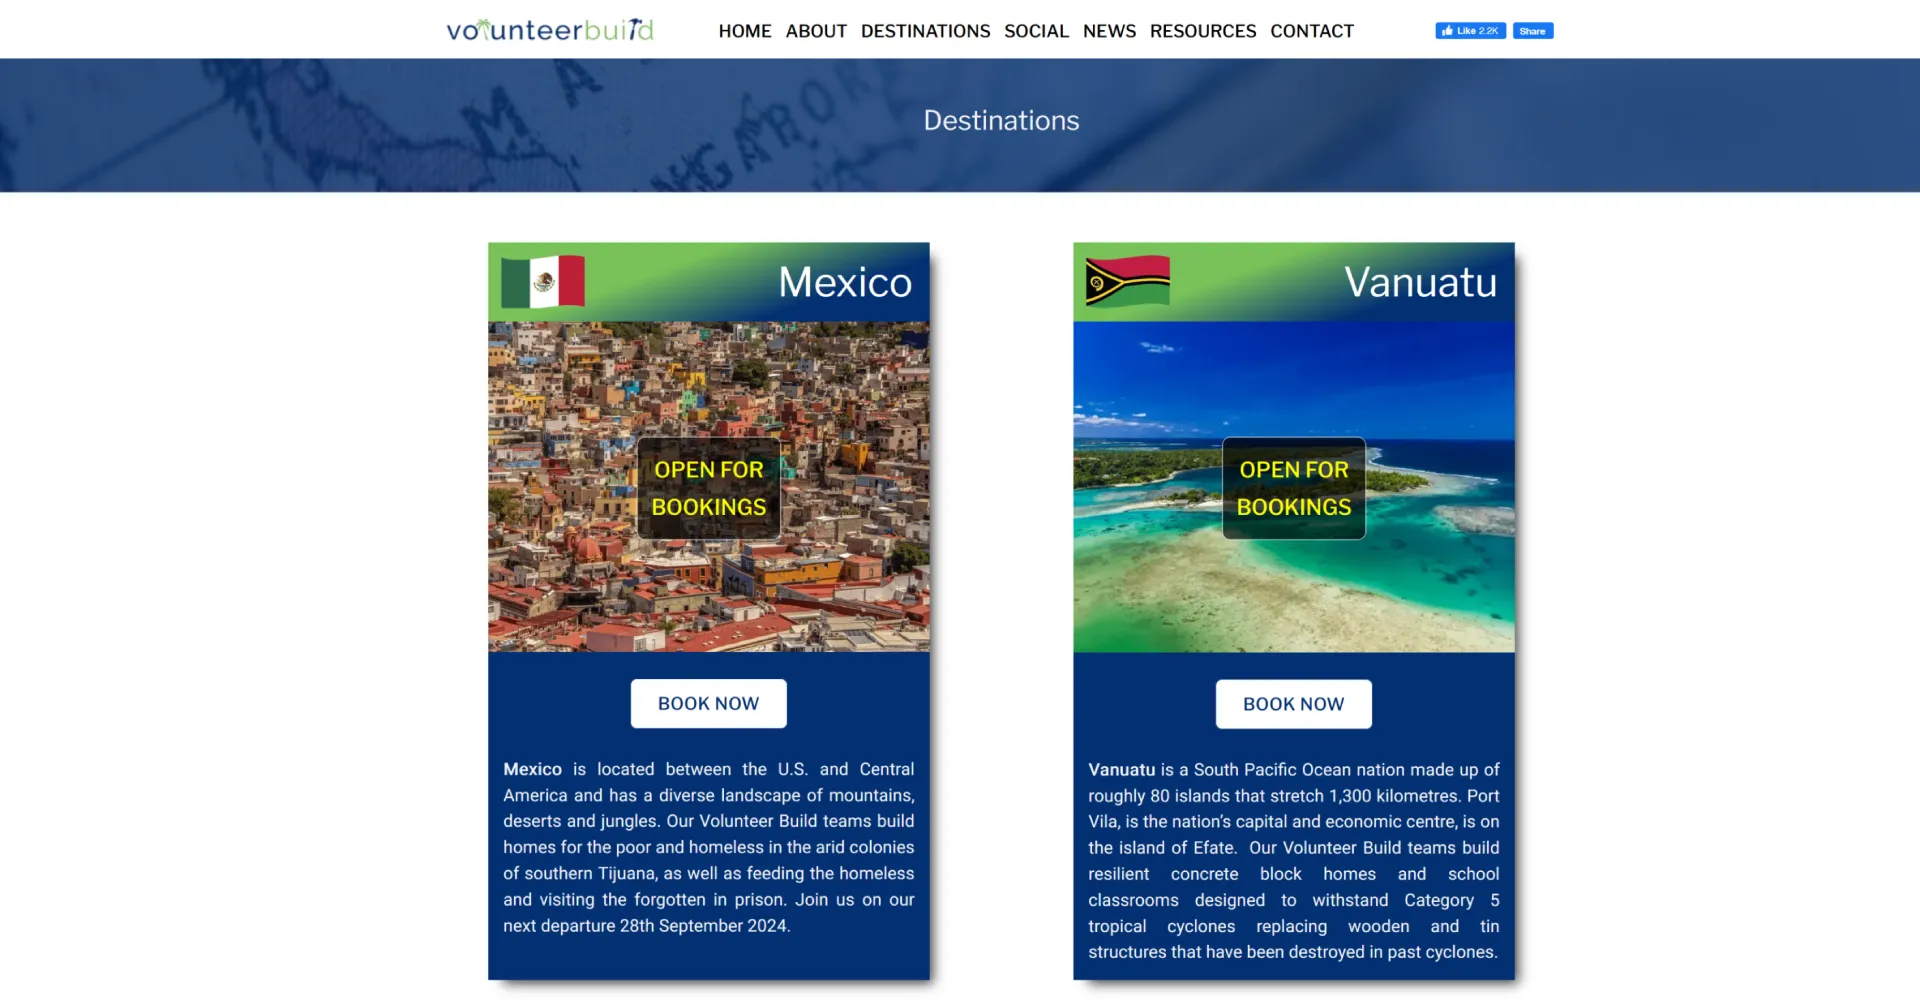 volunteerbuild
HOME ABOUT DESTINATIONS SOCIAL NEWS RESOURCES CONTACT
Like 2.2K Share
Destinations
Mexico
OPEN FOR
BOOKINGS
BOOK NOW
Mexico is located between the U.S. and Central
America and has a diverse landscape of mountains,
deserts and jungles. Our Volunteer Build teams build
homes for the poor and homeless in the arid colonies
of southern Tijuana, as well as feeding the homeless
and visiting the forgotten in prison. Join us on our
next departure 28th September 2024.
Vanuatu
OPEN FOR
BOOKINGS
BOOK NOW
Vanuatu is a South Pacific Ocean nation made up of
roughly 80 islands that stretch 1,300 kilometres. Port
Vila, is the nation’s capital and economic centre, is on
the island of Efate. Our Volunteer Build teams build
resilient concrete block homes and school
classrooms designed to withstand Category 5
tropical cyclones replacing wooden and tin
structures that have been destroyed in past cyclones.